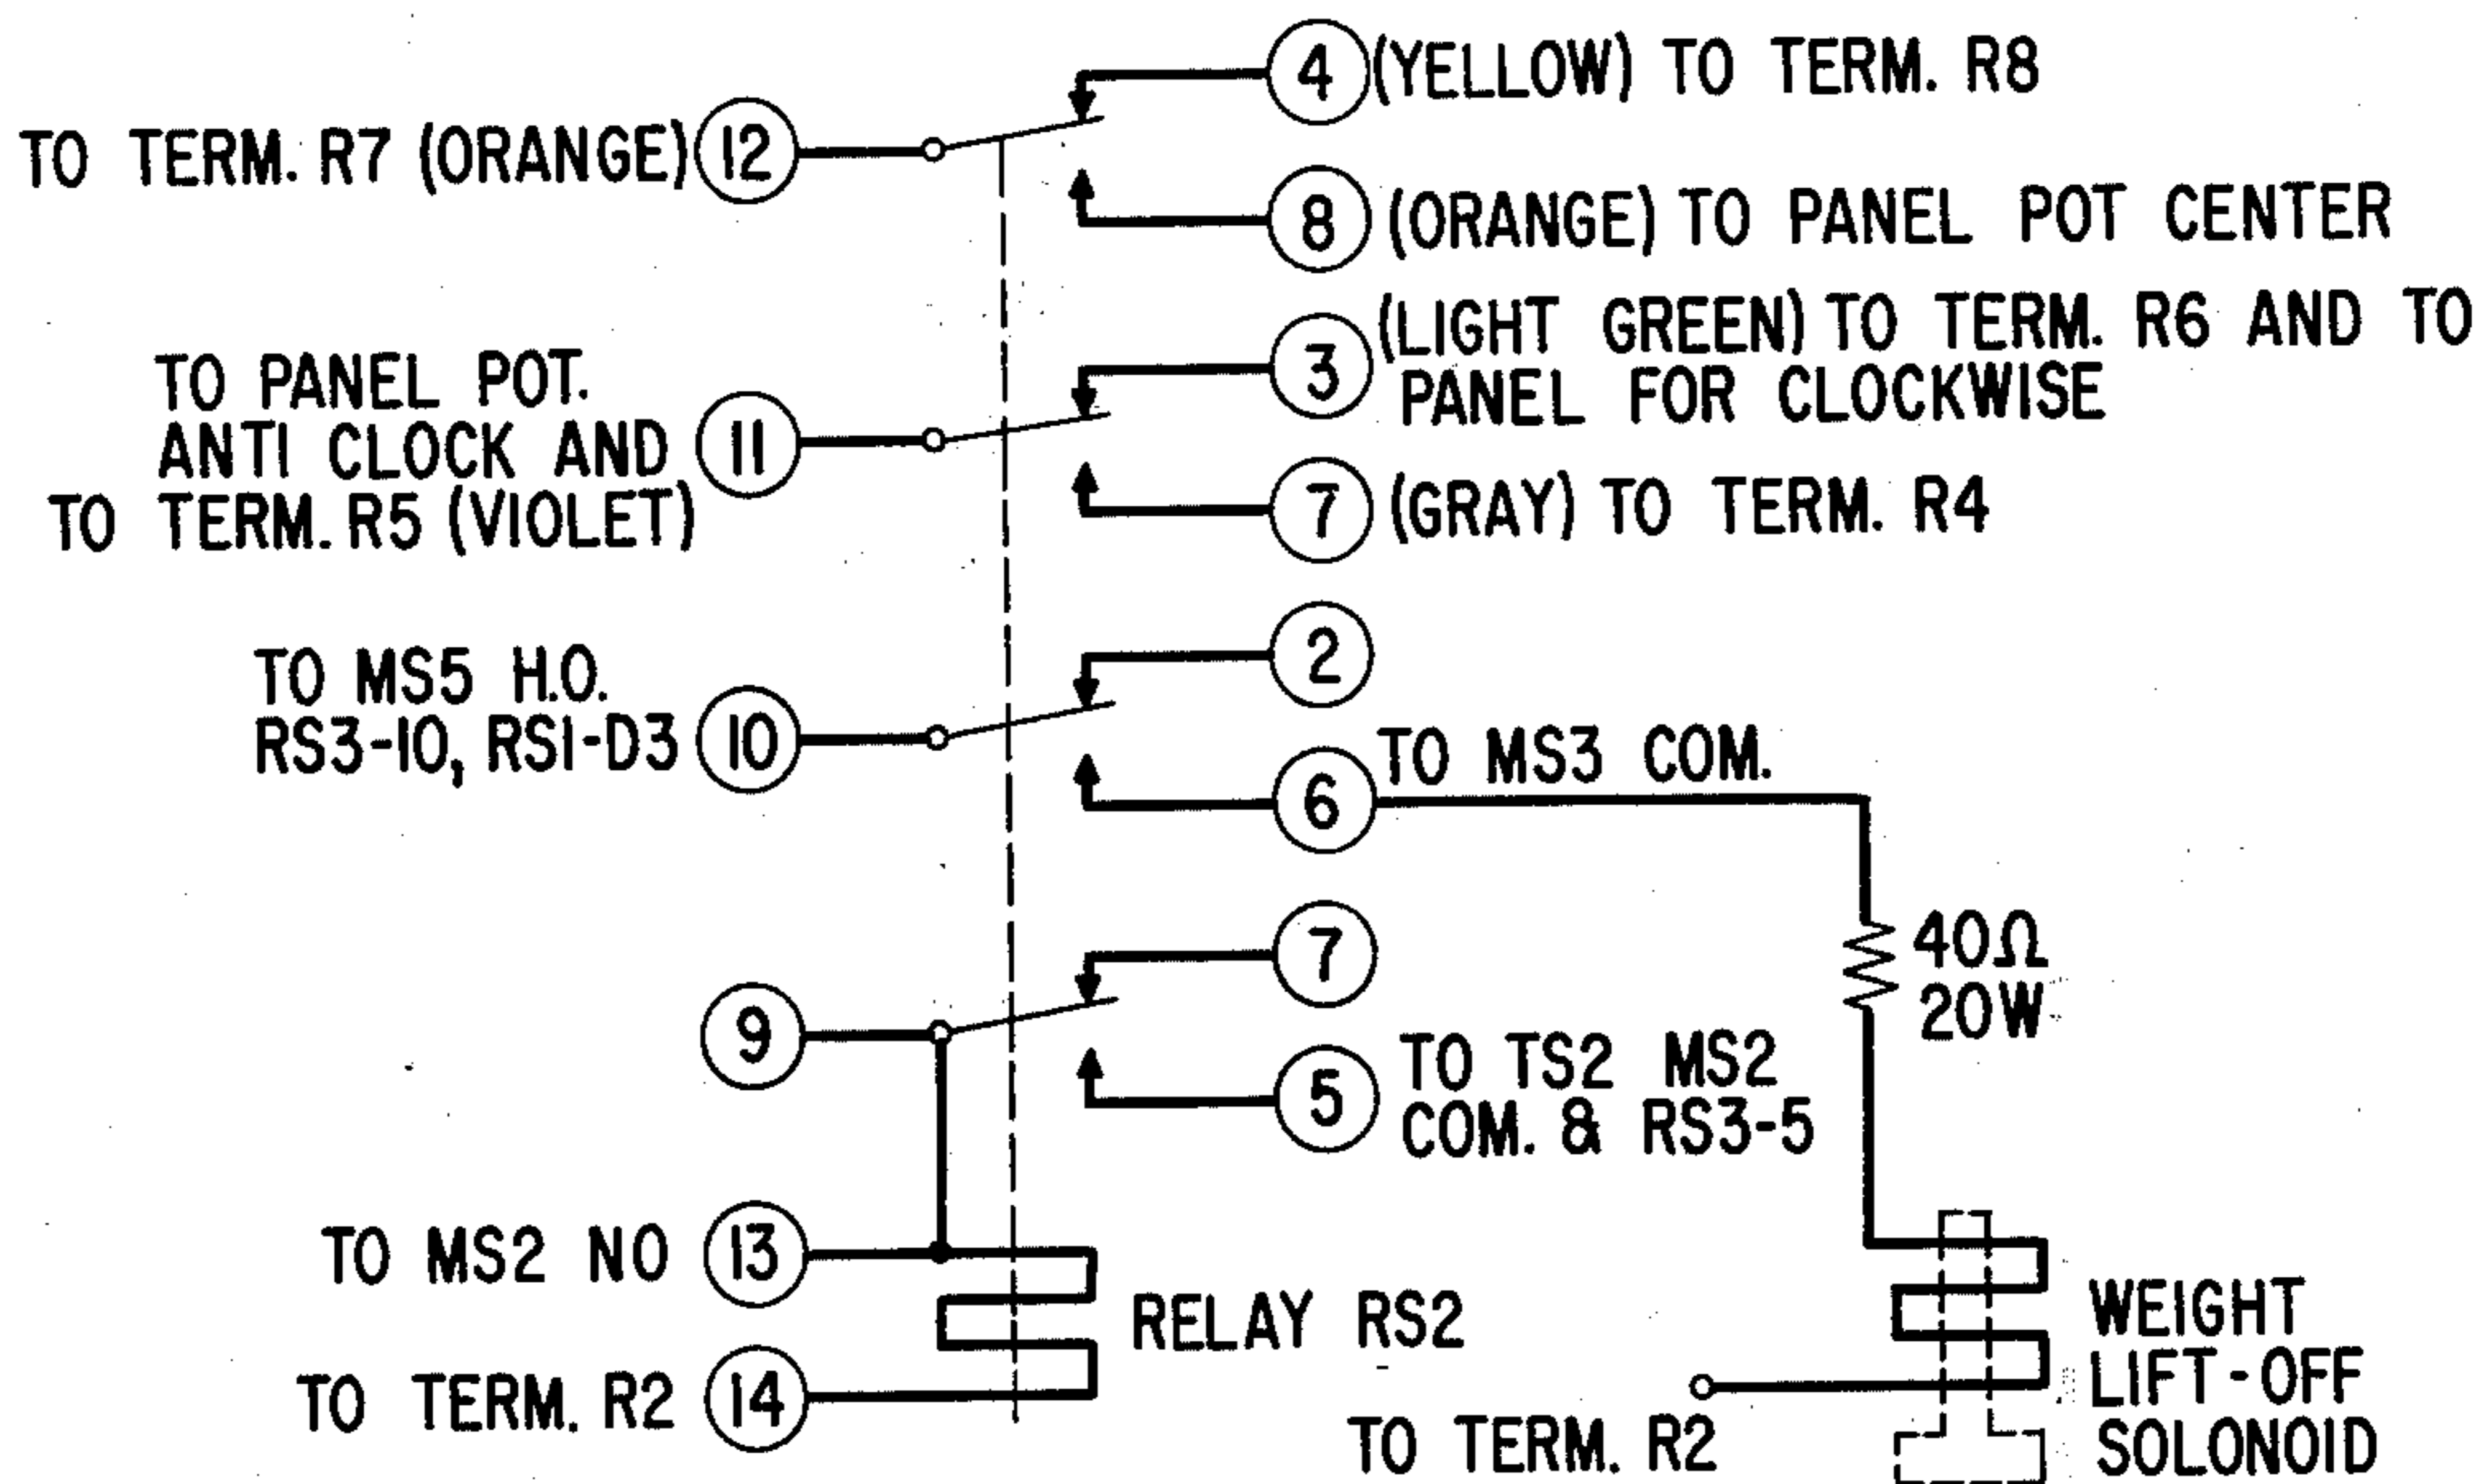 4 (YELLOW) TO TERM. R8
TO TERM. R7 (ORANGE) 12
8 (ORANGE) TO PANEL POT CENTER
3 (LIGHT GREEN) TO TERM. R6 AND TO
PANEL FOR CLOCKWISE
TO PANEL POT.
ANTI CLOCK AND 11
TO TERM. R5 (VIOLET)
7 (GRAY) TO TERM. R4
2
TO MS5 H.O.
RS3-10, RS1-D3 10
TO MS3 COM.
6
40Ω
20W
7
9
5 TO TS2 MS2
COM. & RS3-5
TO MS2 NO 13
RELAY RS2
TO TERM. R2 14
WEIGHT
LIFT-OFF
SOLONOID
TO TERM. R2